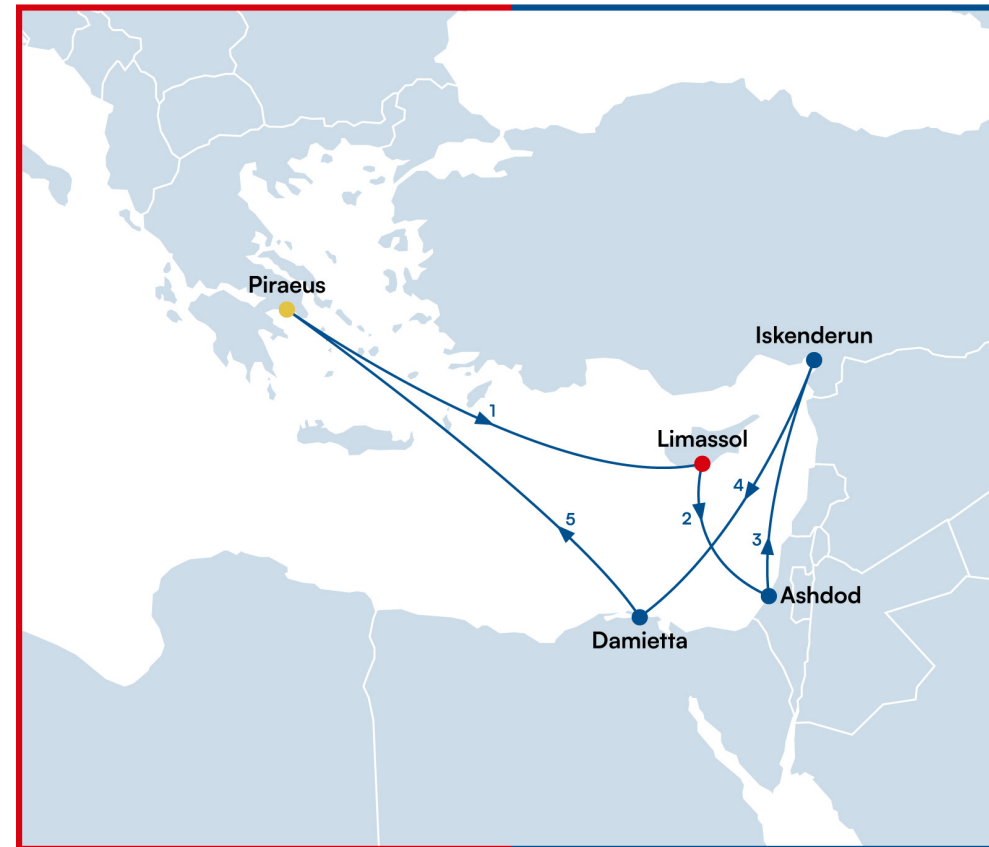 Piraeus
Iskenderun
1
Limassol
4
2
5
3
Ashdod
Damietta